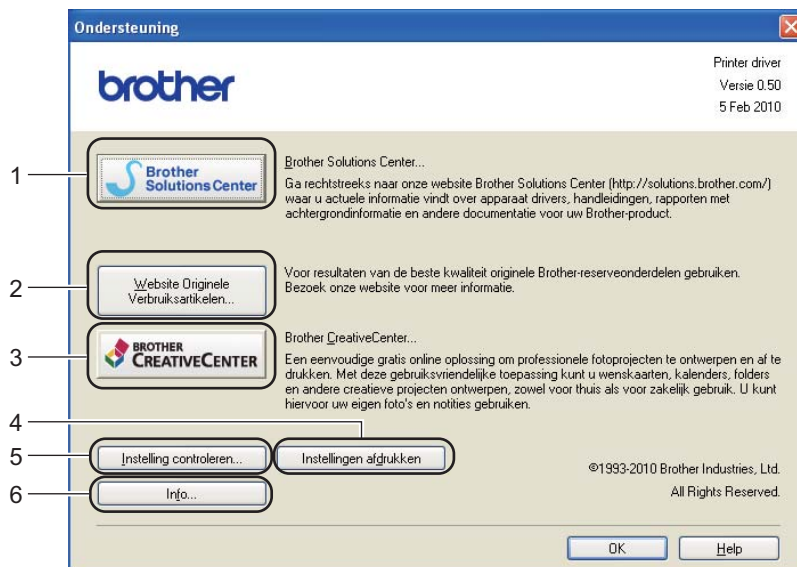 Ondersteuning
brother
Printer driver
Versie 0.50
5 Feb 2010
1
Brother
Solutions Center
Brother Solutions Center...
Ga rechtstreeks naar onze website Brother Solutions Center (http://solutions.brother.com/)
waar u actuele informatie vindt over apparaat drivers, handleidingen, rapporten met
achtergrondinformatie en andere documentatie voor uw Brother-product.
2
Website Originele
Verbruiksartikelen...
Voor resultaten van de beste kwaliteit originele Brother-reserveonderdelen gebruiken.
Bezoek onze website voor meer informatie.
3
BROTHER
CREATIVECENTER
Brother CreativeCenter...
Een eenvoudige gratis online oplossing om professionele fotoprojecten te ontwerpen en af te
drukken. Met deze gebruiksvriendelijke toepassing kunt u wenskaarten, kalenders, folders
en andere creatieve projecten ontwerpen, zowel voor thuis als voor zakelijk gebruik. U kunt
hiervoor uw eigen foto's en notities gebruiken.
4
5
Instelling controleren...
Instellingen afdrukken
©1993-2010 Brother Industries, Ltd.
6
Info...
All Rights Reserved.
OK
Help